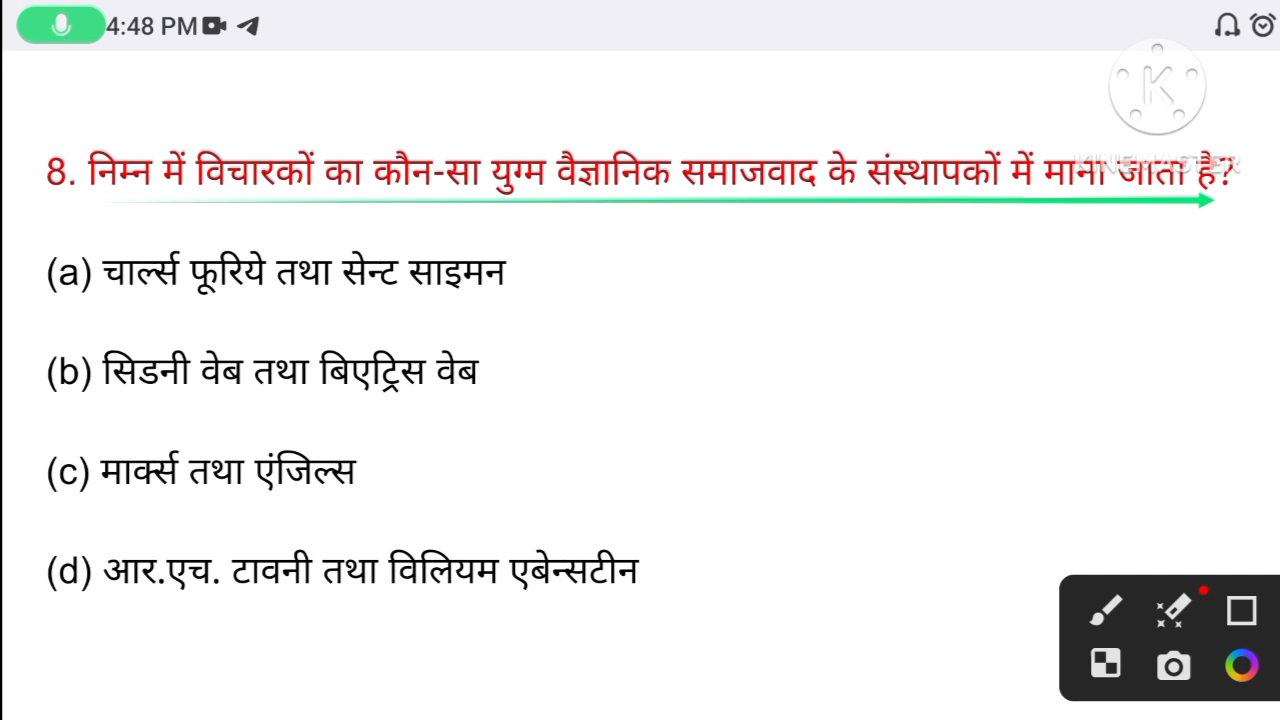 4:48 PM
K
KINEMASTER
8. निम्न में विचारकों का कौन-सा युग्म वैज्ञानिक समाजवाद के संस्थापकों में माना जाता है?
(a) चार्ल्स फूरिये तथा सेन्ट साइमन
(b) सिडनी वेब तथा बिएट्रिस वेब
(c) मार्क्स तथा एंजिल्स
(d) आर.एच. टावनी तथा विलियम एबेन्सटीन